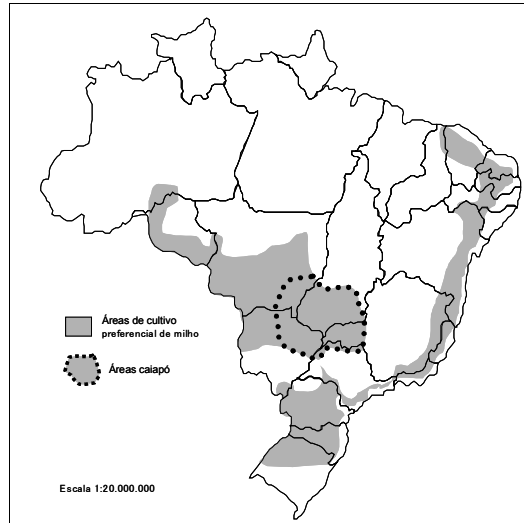 Áreas de cultivo
preferencial de milho
Áreas caiapó
Escala 1:20.000.000